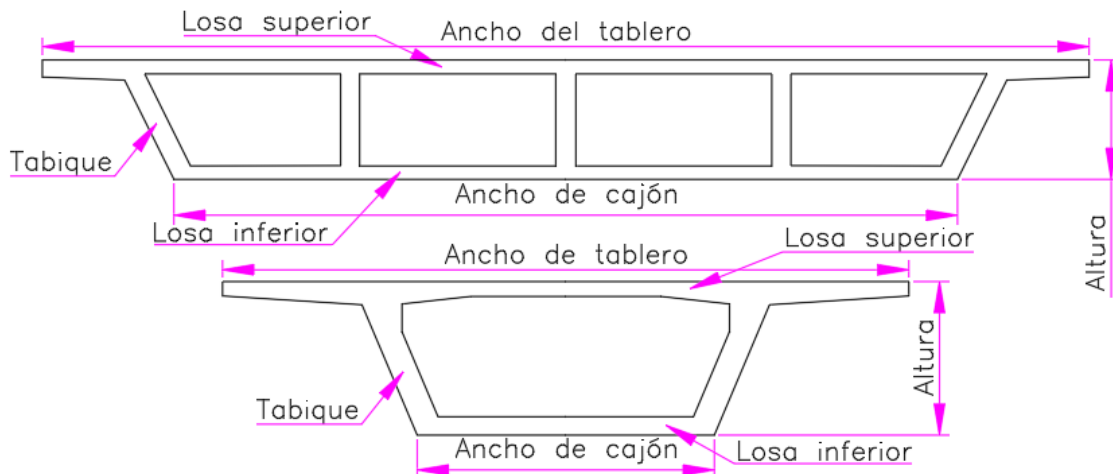 Losa superior
Ancho del tablero
Tabique
Ancho de cajón
Losa inferior
Altura
Losa superior
Ancho de tablero
Altura
Tabique
Ancho de cajón
Losa inferior